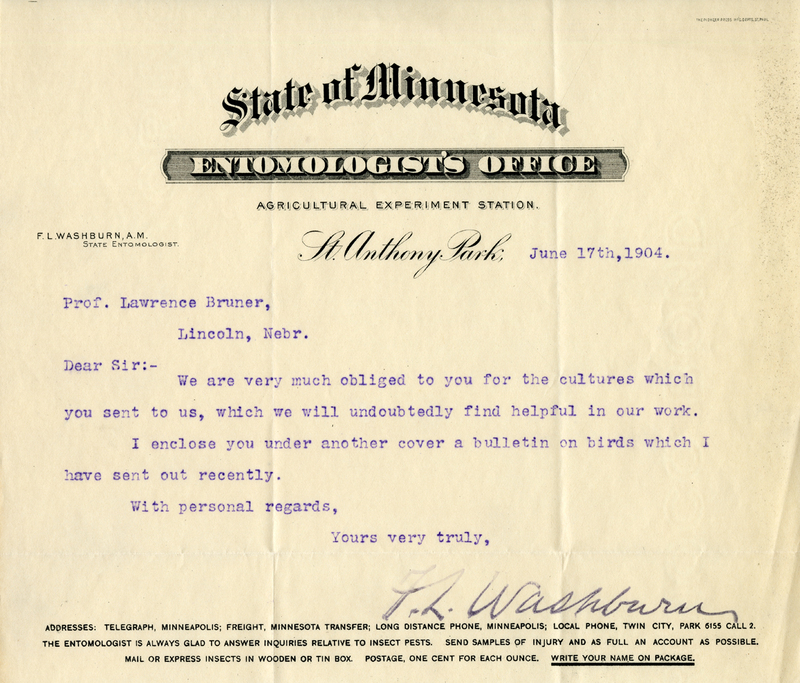 State of Minnesota
ENTOMOLOGIST'S OFFICE
AGRICULTURAL EXPERIMENT STATION.
F. L. WASHBURN, A.M.
STATE ENTOMOLOGIST.
St. Anthony Park, June 17th,1904.
Prof. Lawrence Bruner,
Lincoln, Nebr.
Dear Sir:-
We are very much obliged to you for the cultures which
you sent to us, which we will undoubtedly find helpful in our work.
I enclose you under another cover a bulletin on birds which I
have sent out recently.
With personal regards,
Yours very truly,
F. L. Washburn
ADDRESSES: TELEGRAPH, MINNEAPOLIS; FREIGHT, MINNESOTA TRANSFER; LONG DISTANCE PHONE, MINNEAPOLIS; LOCAL PHONE, TWIN CITY, PARK 6155 CALL 2.
THE ENTOMOLOGIST IS ALWAYS GLAD TO ANSWER INQUIRIES RELATIVE TO INSECT PESTS. SEND SAMPLES OF INJURY AND AS FULL AN ACCOUNT AS POSSIBLE.
MAIL OR EXPRESS INSECTS IN WOODEN OR TIN BOX. POSTAGE, ONE CENT FOR EACH OUNCE. WRITE YOUR NAME ON PACKAGE.